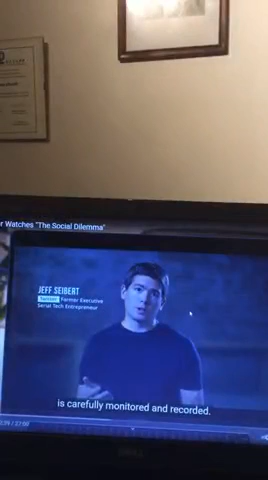 r Watches "The Social Dilemma"
JEFF SEIBERT
Twitter Former Executive
Serial Tech Entrepreneur
is carefully monitored and recorded.
DELL